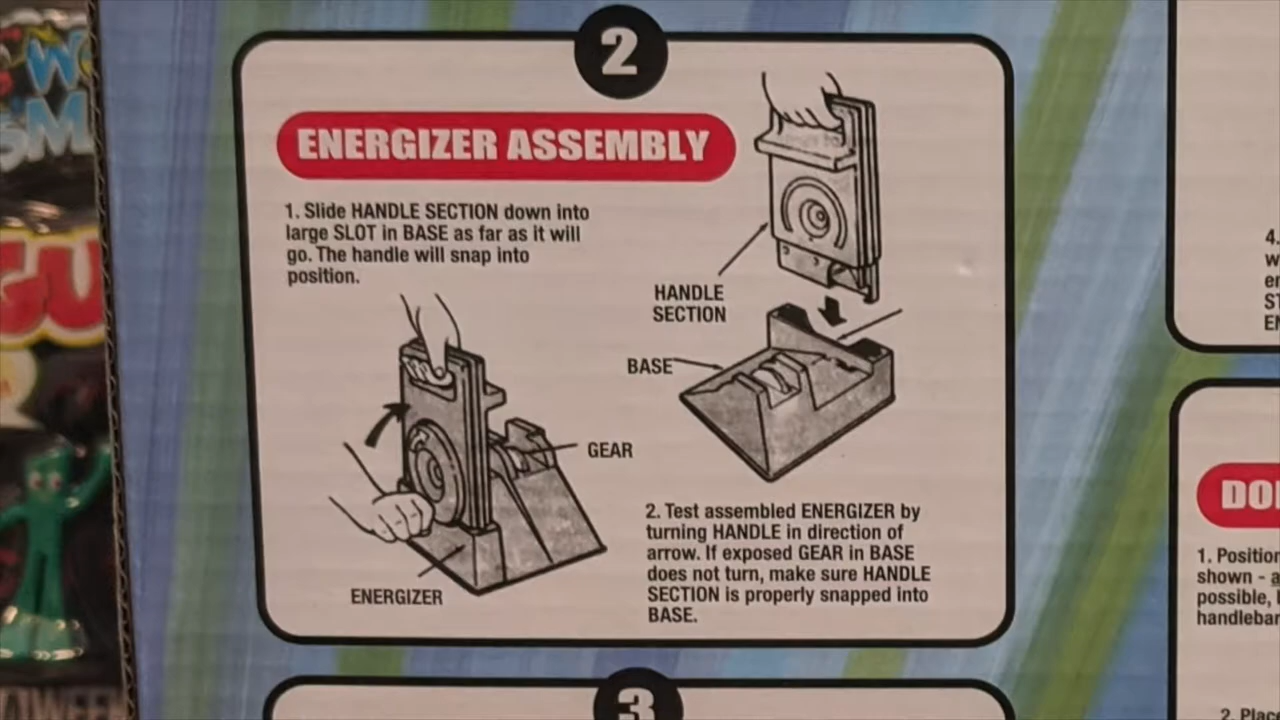 2
ENERGIZER ASSEMBLY
1. Slide HANDLE SECTION down into
large SLOT in BASE as far as it will
go. The handle will snap into
position.
HANDLE
SECTION
BASE
GEAR
ENERGIZER
2. Test assembled ENERGIZER by
turning HANDLE in direction of
arrow. If exposed GEAR in BASE
does not turn, make sure HANDLE
SECTION is properly snapped into
BASE.
3
4.
1. Position
shown -
possible,
handlebar
2. Place
GU